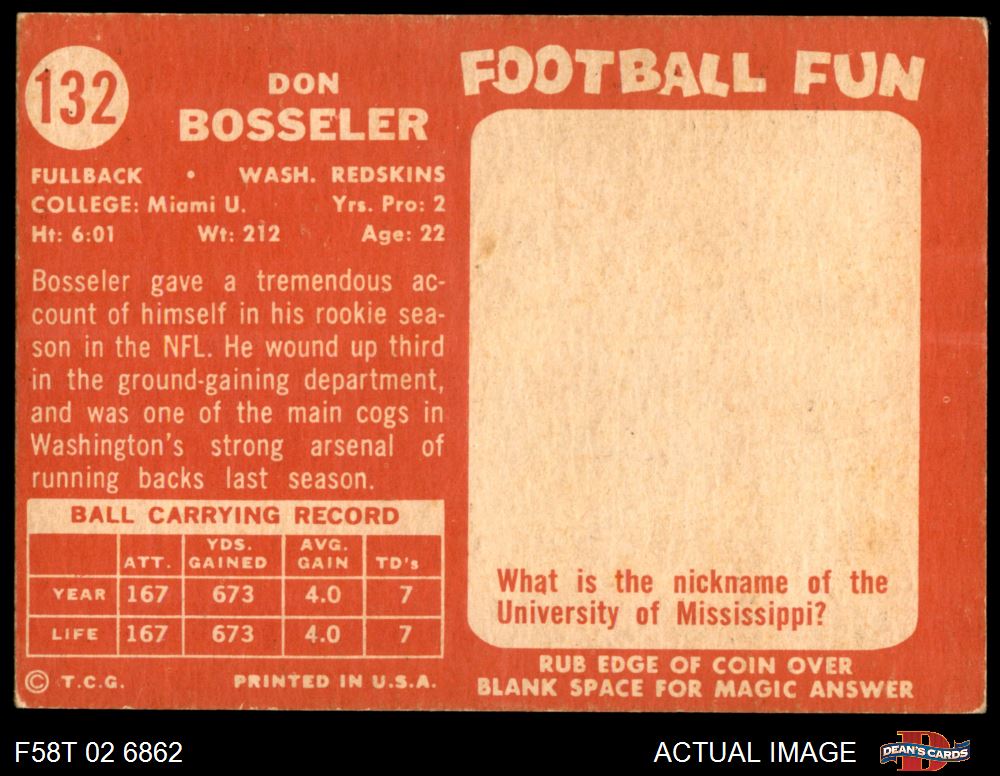 132
DON
BOSSELER
FULLBACK • WASH. REDSKINS
COLLEGE: Miami U. Yrs. Pro: 2
Ht: 6:01 Wt: 212 Age: 22
Bosseler gave a tremendous ac-
count of himself in his rookie sea-
son in the NFL. He wound up third
in the ground-gaining department,
and was one of the main cogs in
Washington's strong arsenal of
running backs last season.
BALL CARRYING RECORD
ATT. YDS. GAINED AVG. GAIN TD's
YEAR 167 673 4.0 7
LIFE 167 673 4.0 7
© T.C.G. PRINTED IN U.S.A.
FOOTBALL FUN
What is the nickname of the
University of Mississippi?
RUB EDGE OF COIN OVER
BLANK SPACE FOR MAGIC ANSWER
F58T 02 6862
ACTUAL IMAGE
D
DEAN'S CARDS